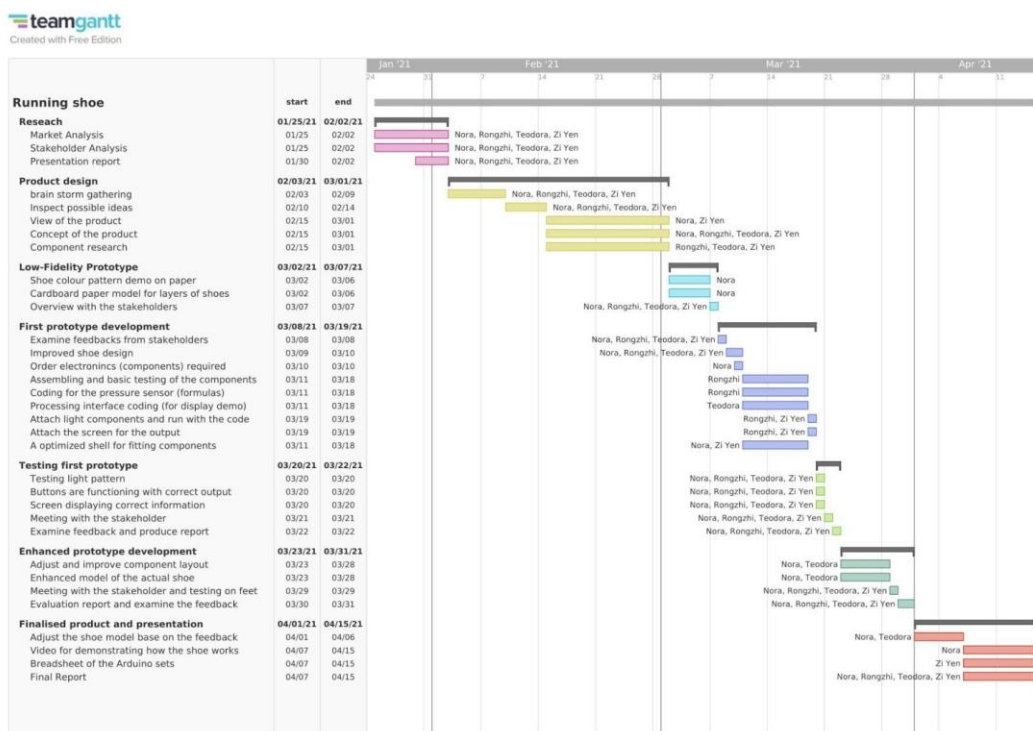 teamgantt
Created with Free Edition
Jan '21 Feb '21 Mar '21 Apr '21
24 31 7 14 21 28 7 14 21 28 4 11
Running shoe start end
Reseach 01/25/21 02/02/21
Market Analysis 01/25 02/02 Nora, Rongzhi, Teodora, Zi Yen
Stakeholder Analysis 01/25 02/02 Nora, Rongzhi, Teodora, Zi Yen
Presentation report 01/30 02/02 Nora, Rongzhi, Teodora, Zi Yen
Product design 02/03/21 03/01/21
brain storm gathering 02/03 02/09 Nora, Rongzhi, Teodora, Zi Yen
Inspect possible ideas 02/10 02/14 Nora, Rongzhi, Teodora, Zi Yen
View of the product 02/15 03/01 Nora, Zi Yen
Concept of the product 02/15 03/01 Nora, Rongzhi, Teodora, Zi Yen
Component research 02/15 03/01 Rongzhi, Teodora, Zi Yen
Low-Fidelity Prototype 03/02/21 03/07/21
Shoe colour pattern demo on paper 03/02 03/06 Nora
Cardboard paper model for layers of shoes 03/02 03/06 Nora
Overview with the stakeholders 03/07 03/07 Nora, Rongzhi, Teodora, Zi Yen
First prototype development 03/08/21 03/19/21
Examine feedbacks from stakeholders 03/08 03/08 Nora, Rongzhi, Teodora, Zi Yen
Improved shoe design 03/09 03/10 Nora, Rongzhi, Teodora, Zi Yen
Order electronincs (components) required 03/10 03/10 Nora
Assembling and basic testing of the components 03/11 03/18 Rongzhi
Coding for the pressure sensor (formulas) 03/11 03/18 Rongzhi
Processing interface coding (for display demo) 03/11 03/18 Teodora
Attach light components and run with the code 03/19 03/19 Rongzhi, Zi Yen
Attach the screen for the output 03/19 03/19 Rongzhi, Zi Yen
A optimized shell for fitting components 03/11 03/18 Nora, Zi Yen
Testing first prototype 03/20/21 03/22/21
Testing light pattern 03/20 03/20 Nora, Rongzhi, Teodora, Zi Yen
Buttons are functioning with correct output 03/20 03/20 Nora, Rongzhi, Teodora, Zi Yen
Screen displaying correct information 03/20 03/20 Nora, Rongzhi, Teodora, Zi Yen
Meeting with the stakeholder 03/21 03/21 Nora, Rongzhi, Teodora, Zi Yen
Examine feedback and produce report 03/22 03/22 Nora, Rongzhi, Teodora, Zi Yen
Enhanced prototype development 03/23/21 03/31/21
Adjust and improve component layout 03/23 03/28 Nora, Teodora
Enhanced model of the actual shoe 03/23 03/28 Nora, Teodora
Meeting with the stakeholder and testing on feet 03/29 03/29 Nora, Rongzhi, Teodora, Zi Yen
Evaluation report and examine the feedback 03/30 03/31 Nora, Rongzhi, Teodora, Zi Yen
Finalised product and presentation 04/01/21 04/15/21
Adjust the shoe model base on the feedback 04/01 04/06 Nora, Teodora
Video for demonstrating how the shoe works 04/07 04/15 Nora
Breadsheet of the Arduino sets 04/07 04/15 Zi Yen
Final Report 04/07 04/15 Nora, Rongzhi, Teodora, Zi Yen